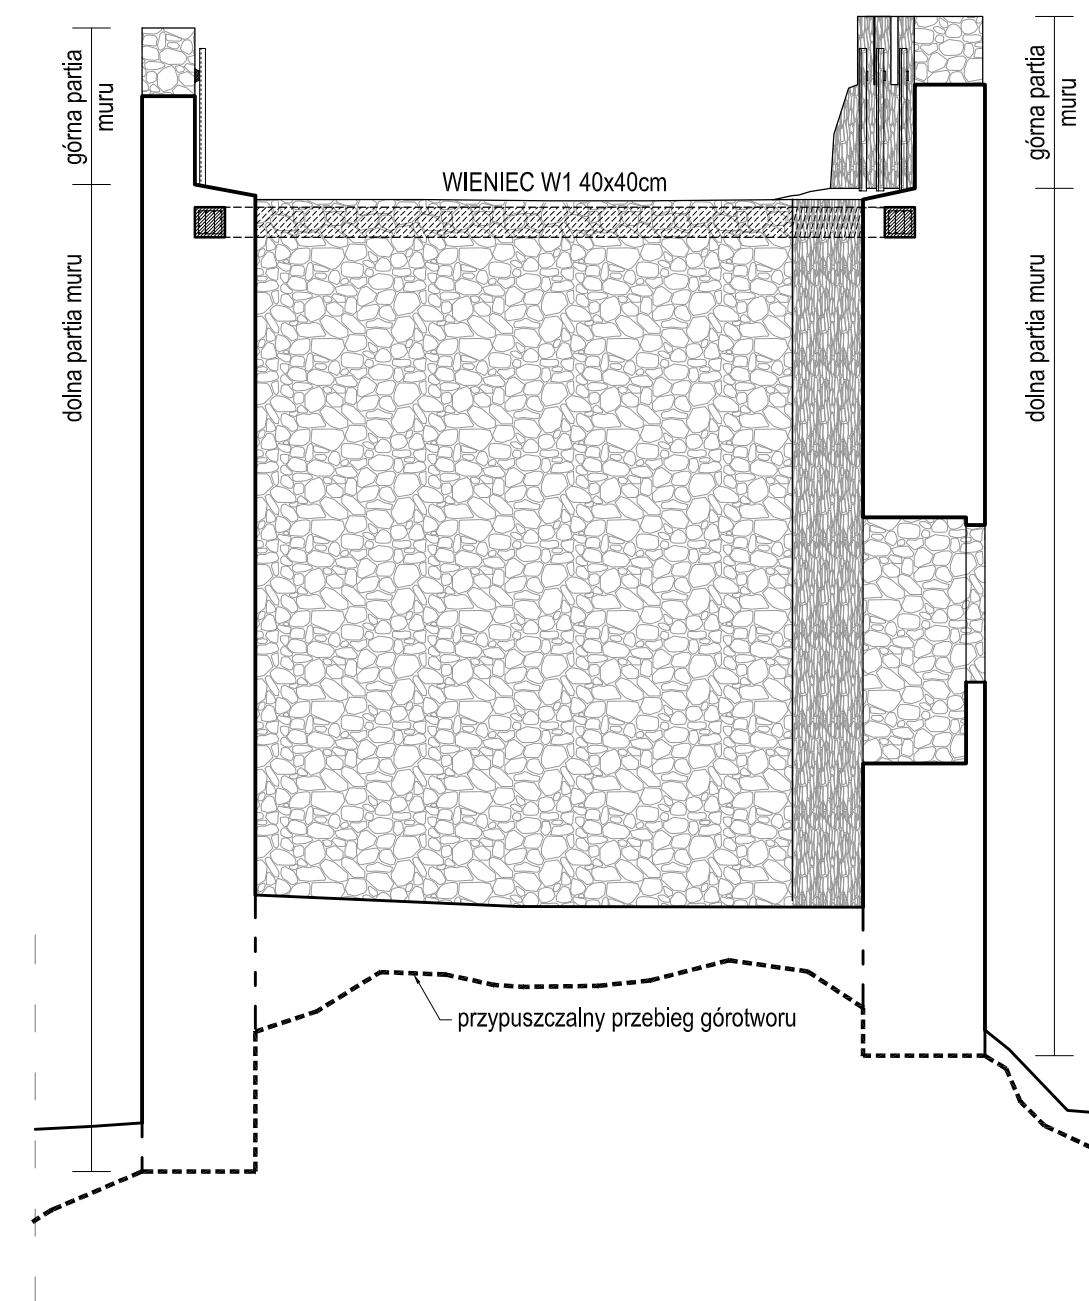 górna partia
muru
górna partia
muru
WIENIEC W1 40x40cm
dolna partia muru
dolna partia muru
przypuszczalny przebieg górotworu